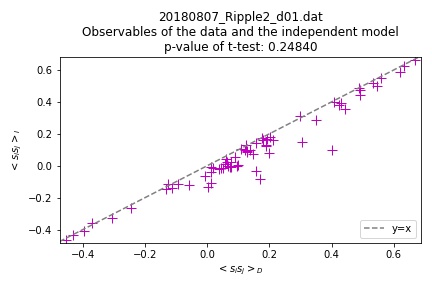 20180807_Ripple2_d01.dat
Observables of the data and the independent model
p-value of t-test: 0.24840
0.6
0.4
0.2
0.0
−0.2
−0.4
< s_i s_j >_I
y=x
−0.4 −0.2 0.0 0.2 0.4 0.6
< s_i s_j >_D